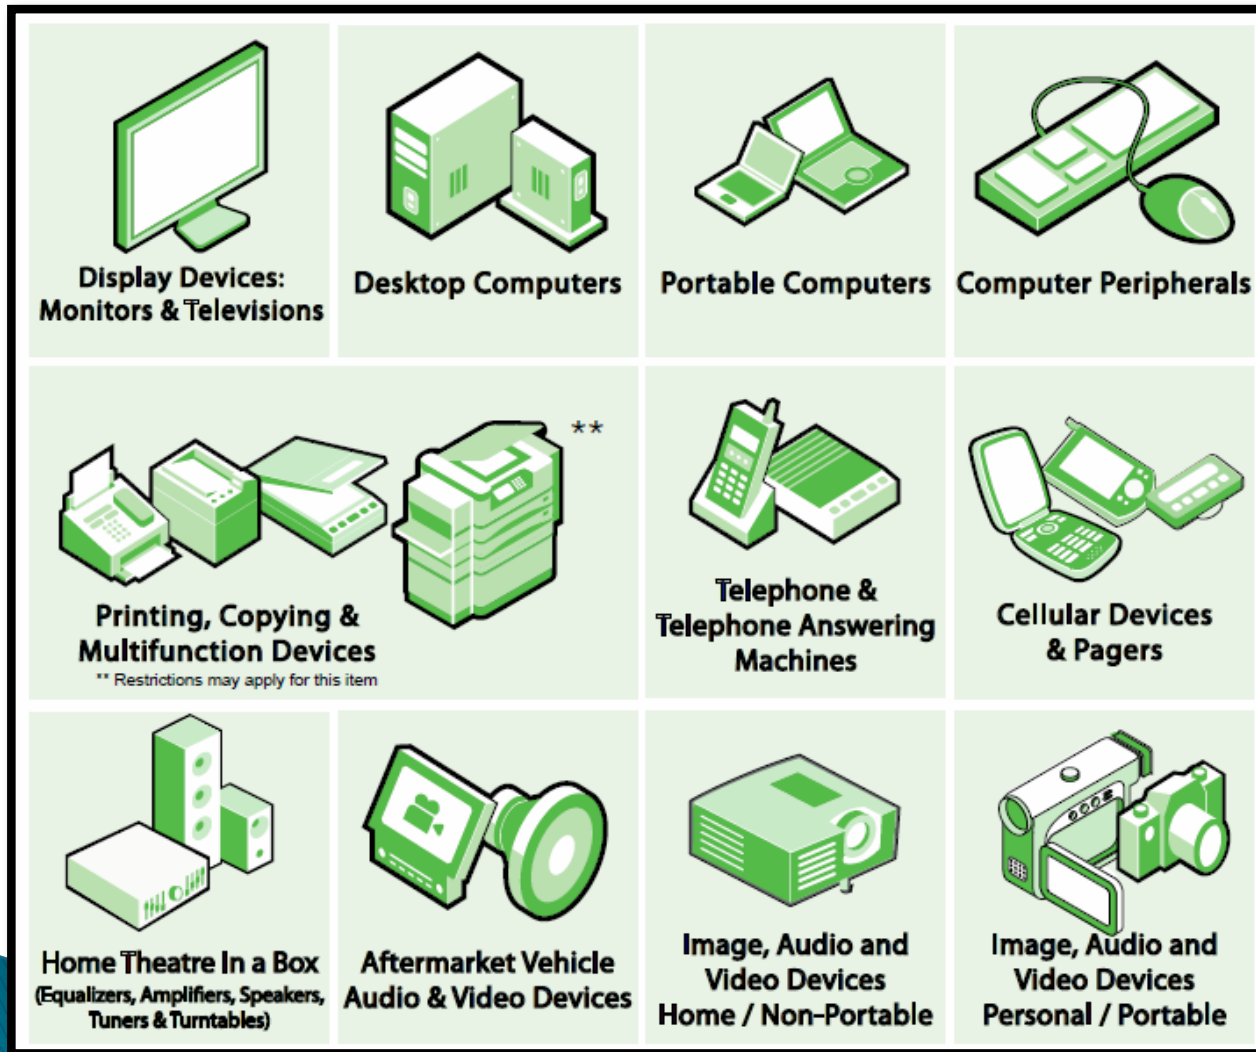 Display Devices:
Monitors & Televisions
Desktop Computers
Portable Computers
Computer Peripherals
**
Printing, Copying &
Multifunction Devices
** Restrictions may apply for this item
Telephone &
Telephone Answering
Machines
Cellular Devices
& Pagers
Home Theatre In a Box
(Equalizers, Amplifiers, Speakers,
Tuners & Turntables)
Aftermarket Vehicle
Audio & Video Devices
Image, Audio and
Video Devices
Home / Non-Portable
Image, Audio and
Video Devices
Personal / Portable